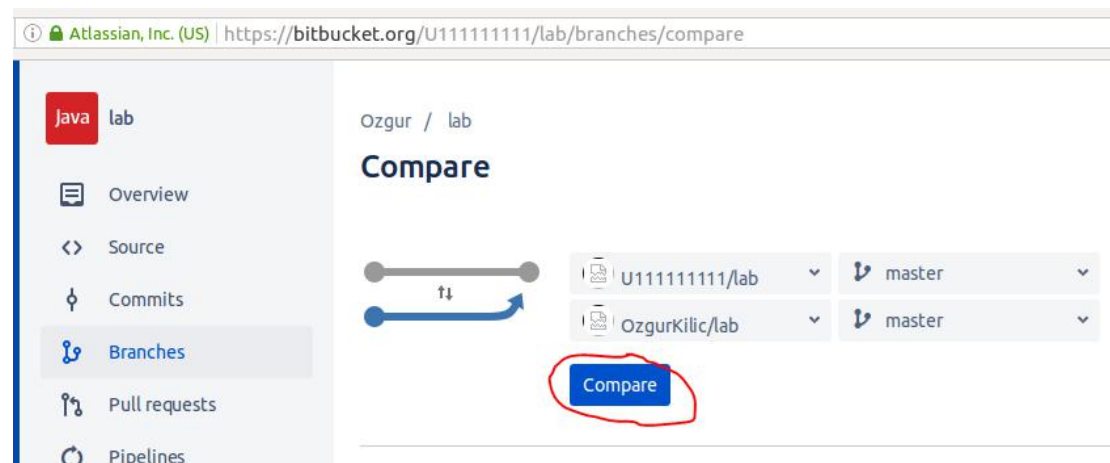 Atlassian, Inc. (US) https://bitbucket.org/U111111111/lab/branches/compare
Java lab
Overview
Source
Commits
Branches
Pull requests
Pipelines
Ozgur / lab
Compare
U111111111/lab master
OzgurKilic/lab master
Compare